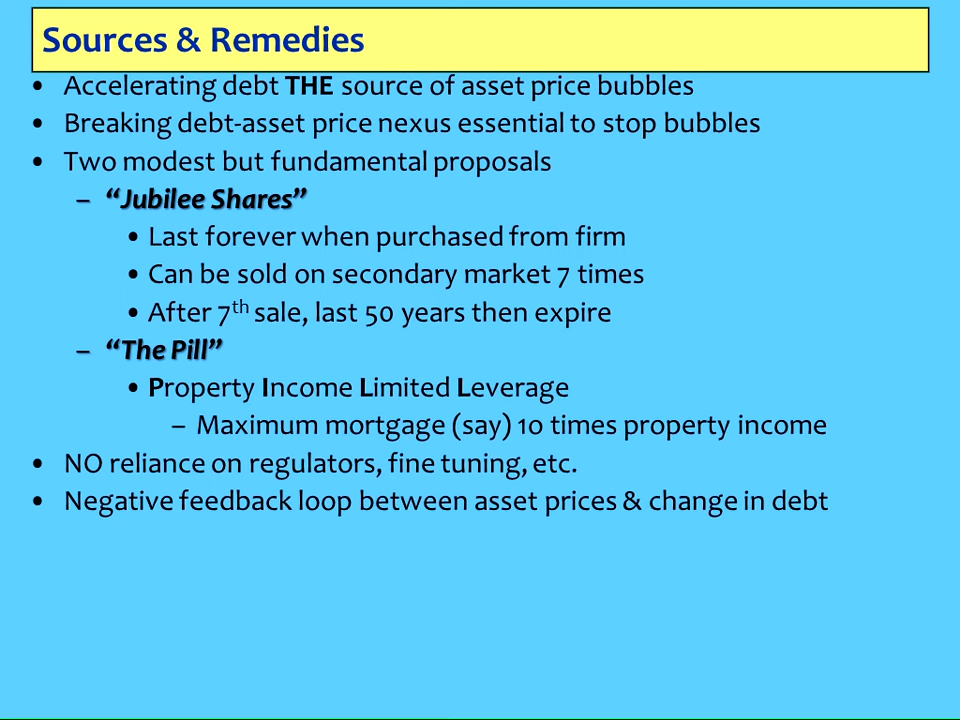 Sources & Remedies
• Accelerating debt THE source of asset price bubbles
• Breaking debt-asset price nexus essential to stop bubbles
• Two modest but fundamental proposals
– “Jubilee Shares”
• Last forever when purchased from firm
• Can be sold on secondary market 7 times
• After 7th sale, last 50 years then expire
– “The Pill”
• Property Income Limited Leverage
– Maximum mortgage (say) 10 times property income
• NO reliance on regulators, fine tuning, etc.
• Negative feedback loop between asset prices & change in debt